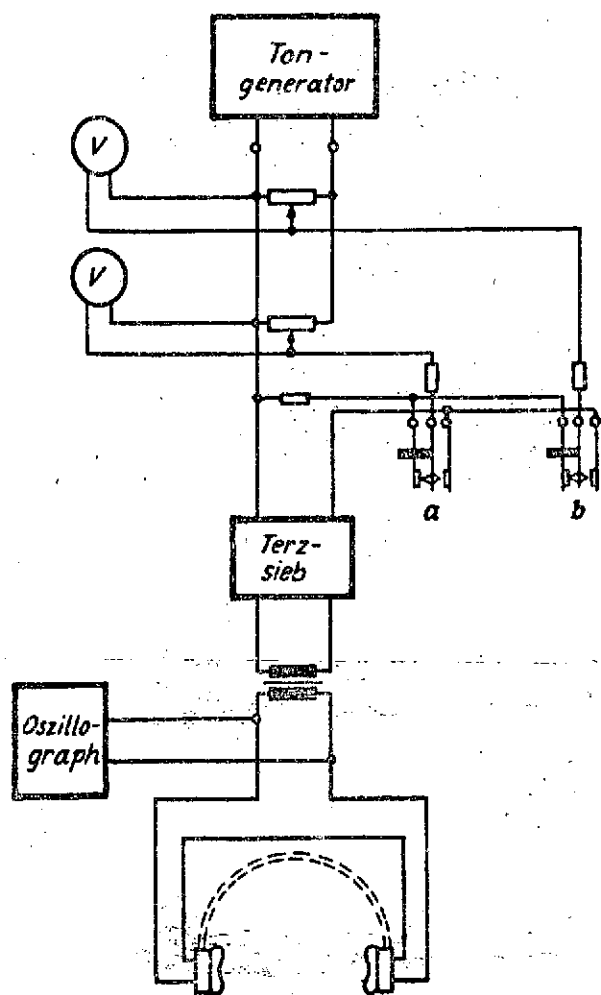 Ton-
generator
V
V
a
b
Terz-
sieb
Oszillo-
graph